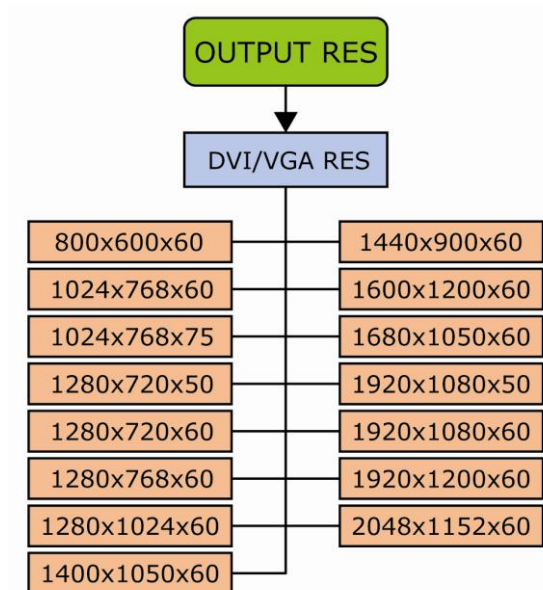 OUTPUT RES
DVI/VGA RES
800x600x60
1024x768x60
1024x768x75
1280x720x50
1280x720x60
1280x768x60
1280x1024x60
1400x1050x60
1440x900x60
1600x1200x60
1680x1050x60
1920x1080x50
1920x1080x60
1920x1200x60
2048x1152x60